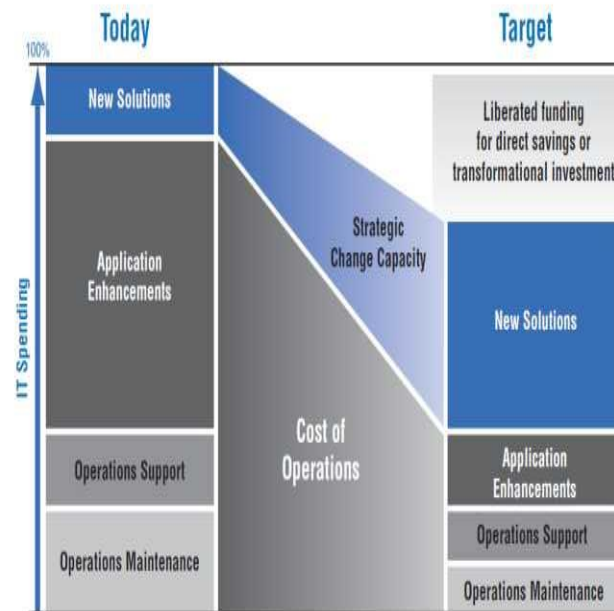 Today
Target
100%
New Solutions
Liberated funding
for direct savings or
transformational investment
Strategic
Change Capacity
Application
Enhancements
New Solutions
IT Spending
Cost of
Operations
Operations Support
Application
Enhancements
Operations Support
Operations Maintenance
Operations Maintenance